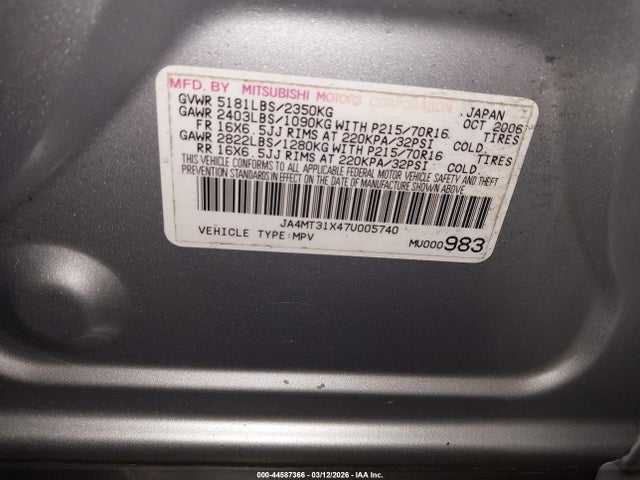 MFD. BY MITSUBISHI MOTORS CORPORATION JAPAN
GVWR 5181LBS/2350KG OCT 2006
GAWR 2403LBS/1090KG WITH P215/70R16 TIRES
FR 16X6.5JJ RIMS AT 220KPA/32PSI COLD.
GAWR 2822LBS/1280KG WITH P215/70R16 TIRES
RR 16X6.5JJ RIMS AT 220KPA/32PSI COLD.
THIS VEHICLE CONFORMS TO ALL APPLICABLE FEDERAL MOTOR VEHICLE SAFETY AND THEFT
PREVENTION STANDARDS IN EFFECT ON THE DATE OF MANUFACTURE SHOWN ABOVE.
JA4MT31X47U005740
VEHICLE TYPE:MPV MU000983
000-44587366 - 03/12/2026 - IAA Inc.